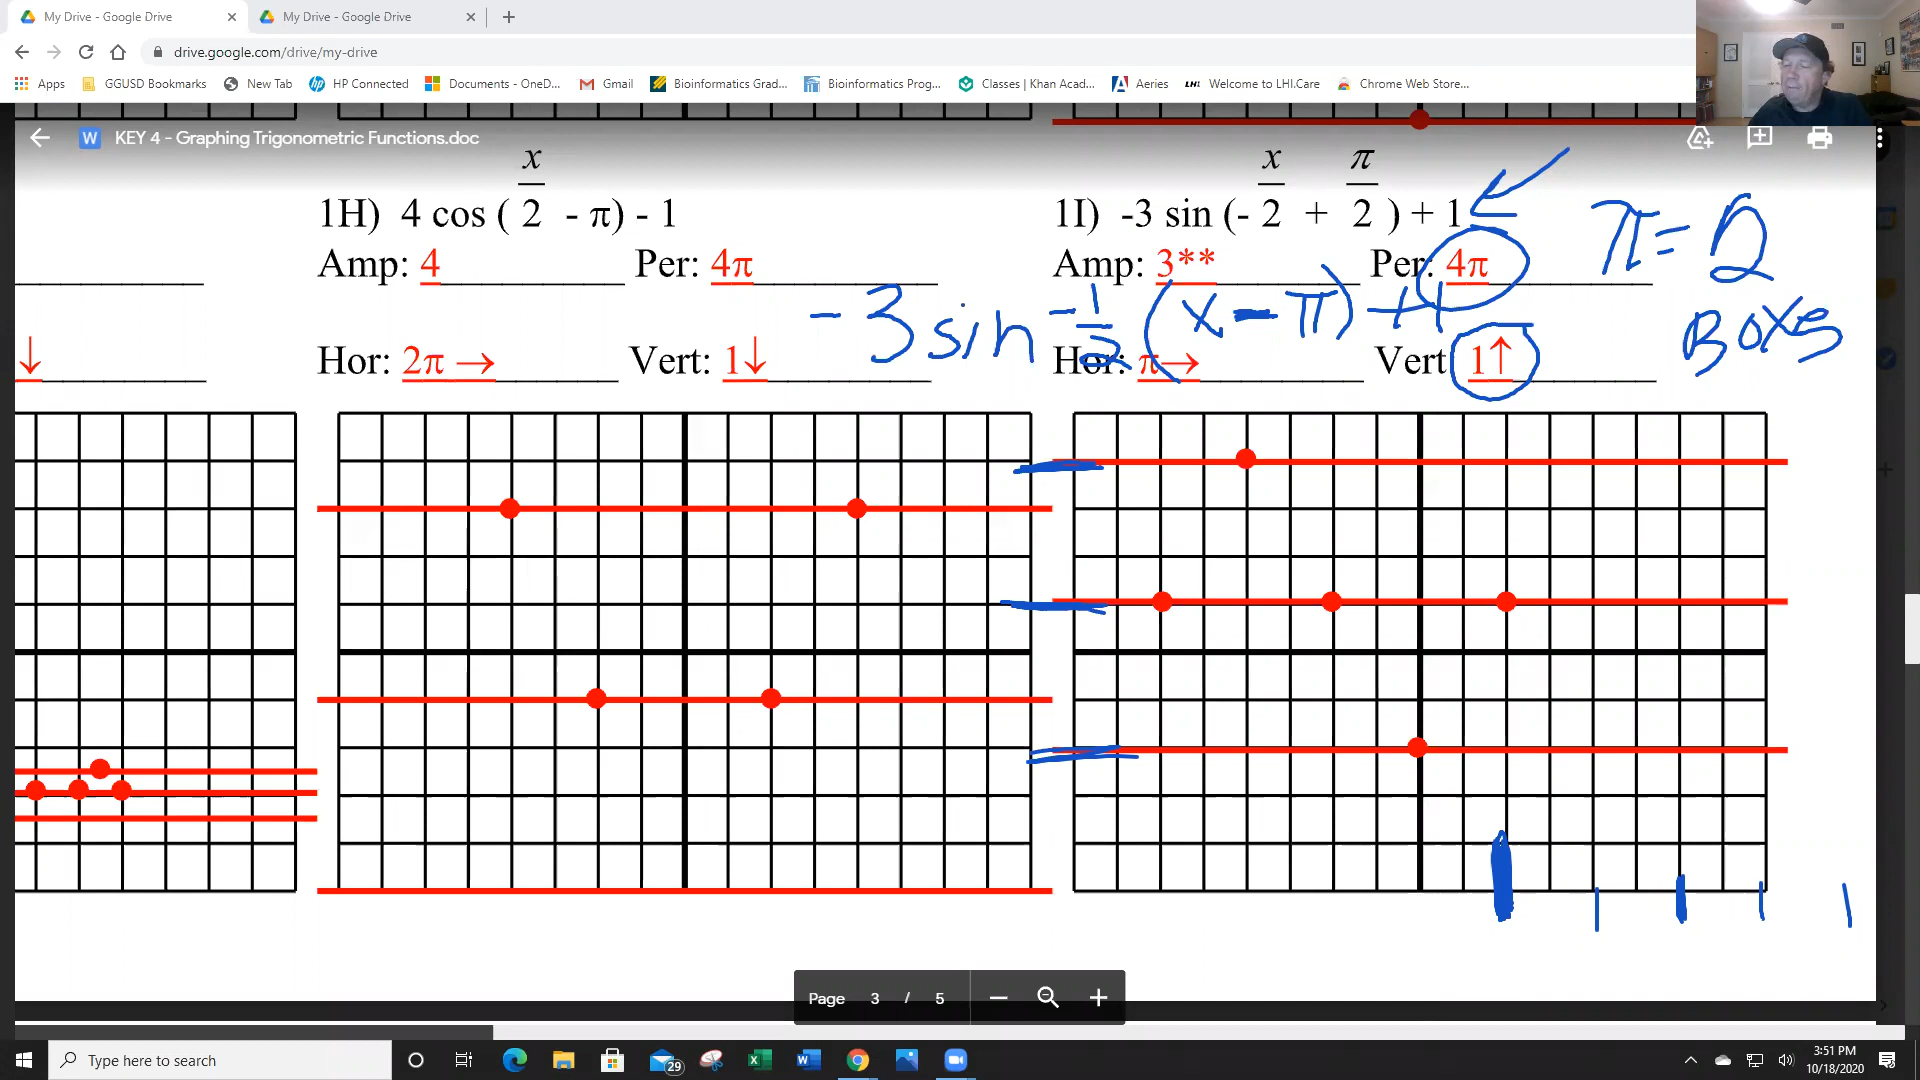 My Drive - Google Drive
My Drive - Google Drive
drive.google.com/drive/my-drive
Apps GGUSD Bookmarks New Tab HP Connected Documents - OneD... Gmail Bioinformatics Grad... Bioinformatics Prog... Classes | Khan Acad... Aeries LHI. Welcome to LHI.Care Chrome Web Store...
W KEY 4 - Graphing Trigonometric Functions.doc
1H) 4 cos ( x/2 - π) - 1
Amp: 4 Per: 4π
Hor: 2π → Vert: 1↓
1I) -3 sin (- x/2 + π/2 ) + 1
Amp: 3** Per: 4π
Hor: π→ Vert 1↑
↓
π = 2
BOXES
- 3 sin - 1/2 (x - π) + 1
Page 3 / 5
Type here to search
29
3:51 PM
10/18/2020